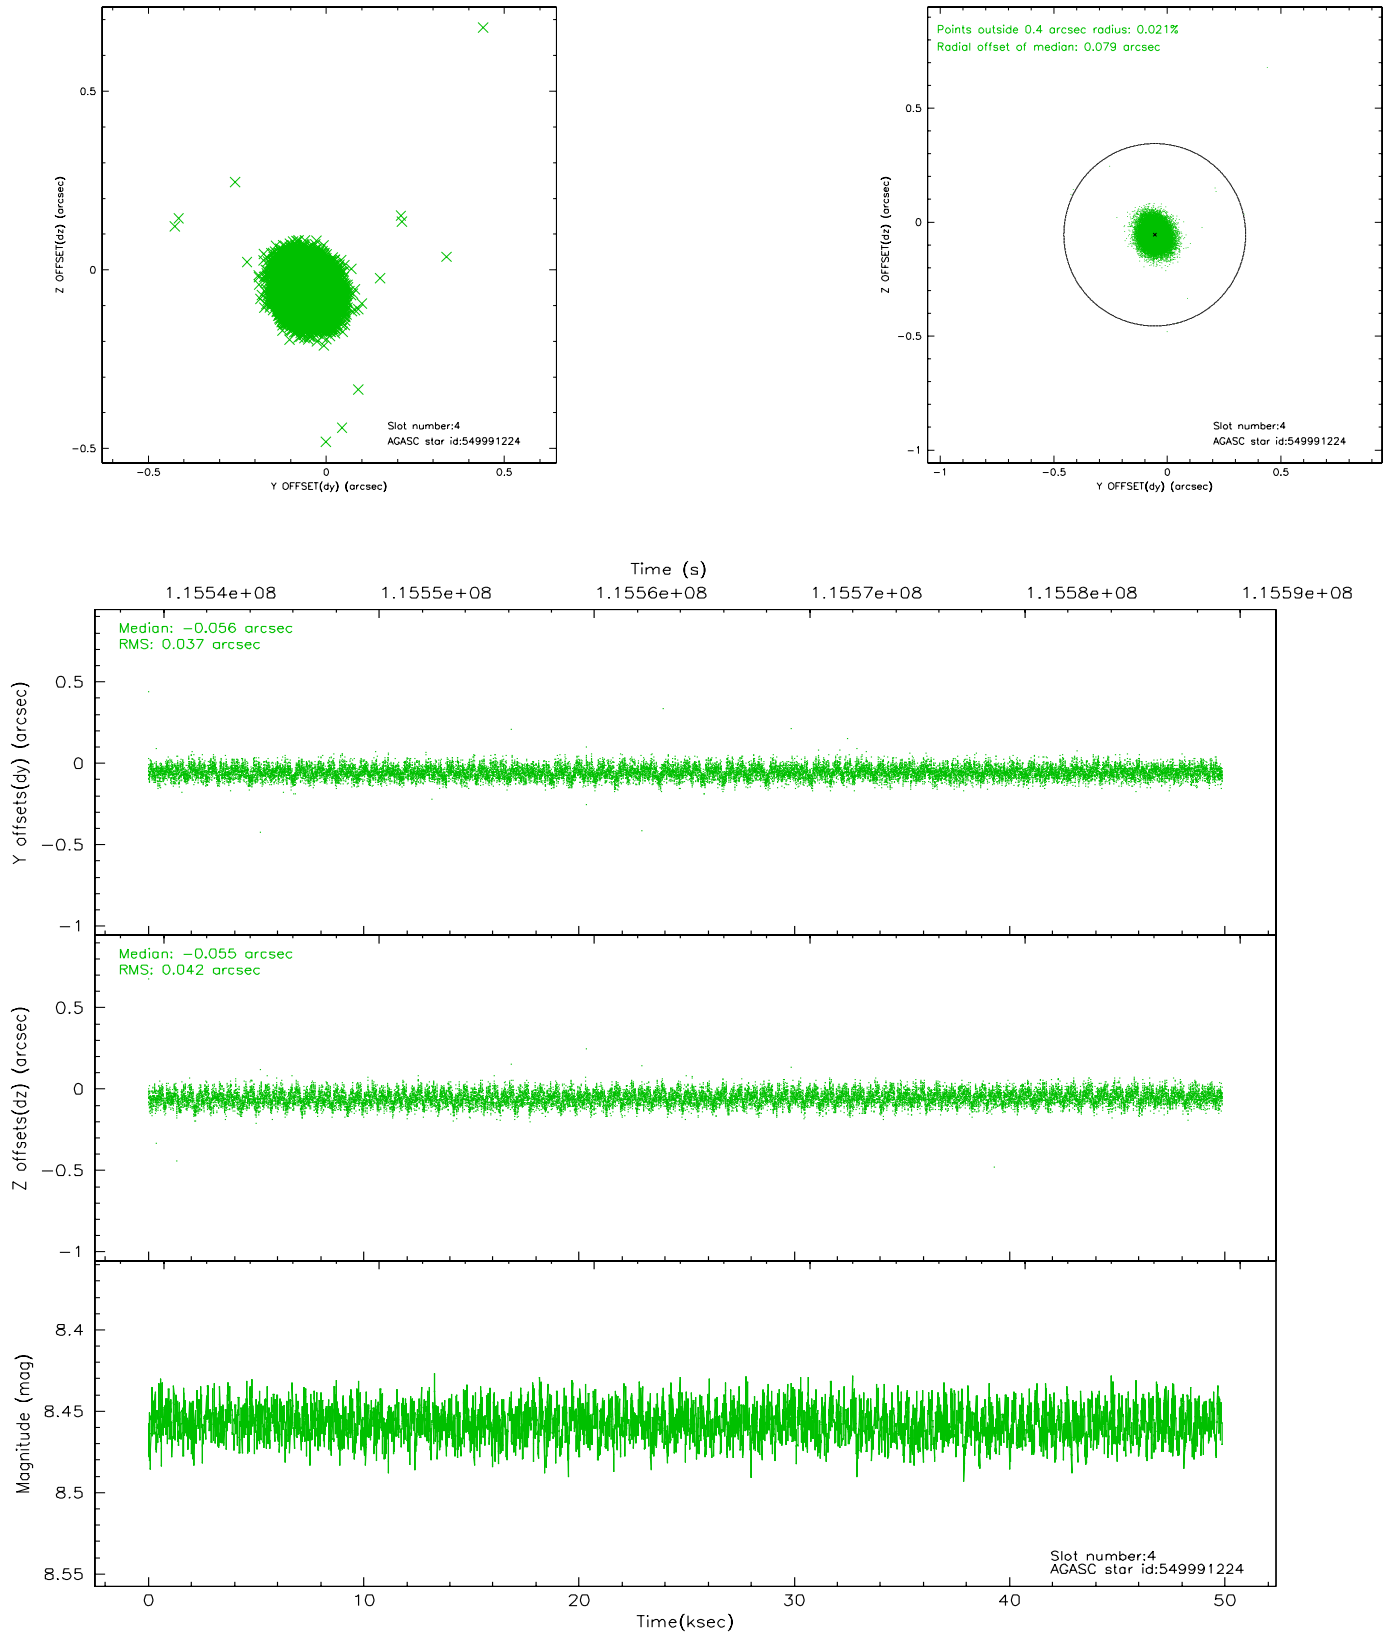 0.5
0
−0.5
−0.5
0
0.5
Z OFFSET(dz) (arcsec)
Y OFFSET(dy) (arcsec)
Slot number:4
AGASC star id:549991224
Points outside 0.4 arcsec radius: 0.021%
Radial offset of median: 0.079 arcsec
0.5
0
−0.5
−1
−1
−0.5
0
0.5
Z OFFSET(dz) (arcsec)
Y OFFSET(dy) (arcsec)
Slot number:4
AGASC star id:549991224
Time (s)
1.1554e+08 1.1555e+08 1.1556e+08 1.1557e+08 1.1558e+08 1.1559e+08
Median: −0.056 arcsec
RMS: 0.037 arcsec
0.5
0
−0.5
−1
Y offsets(dy) (arcsec)
Median: −0.055 arcsec
RMS: 0.042 arcsec
0.5
0
−0.5
−1
Z offsets(dz) (arcsec)
8.4
8.45
8.5
8.55
Magnitude (mag)
Slot number:4
AGASC star id:549991224
0 10 20 30 40 50
Time(ksec)